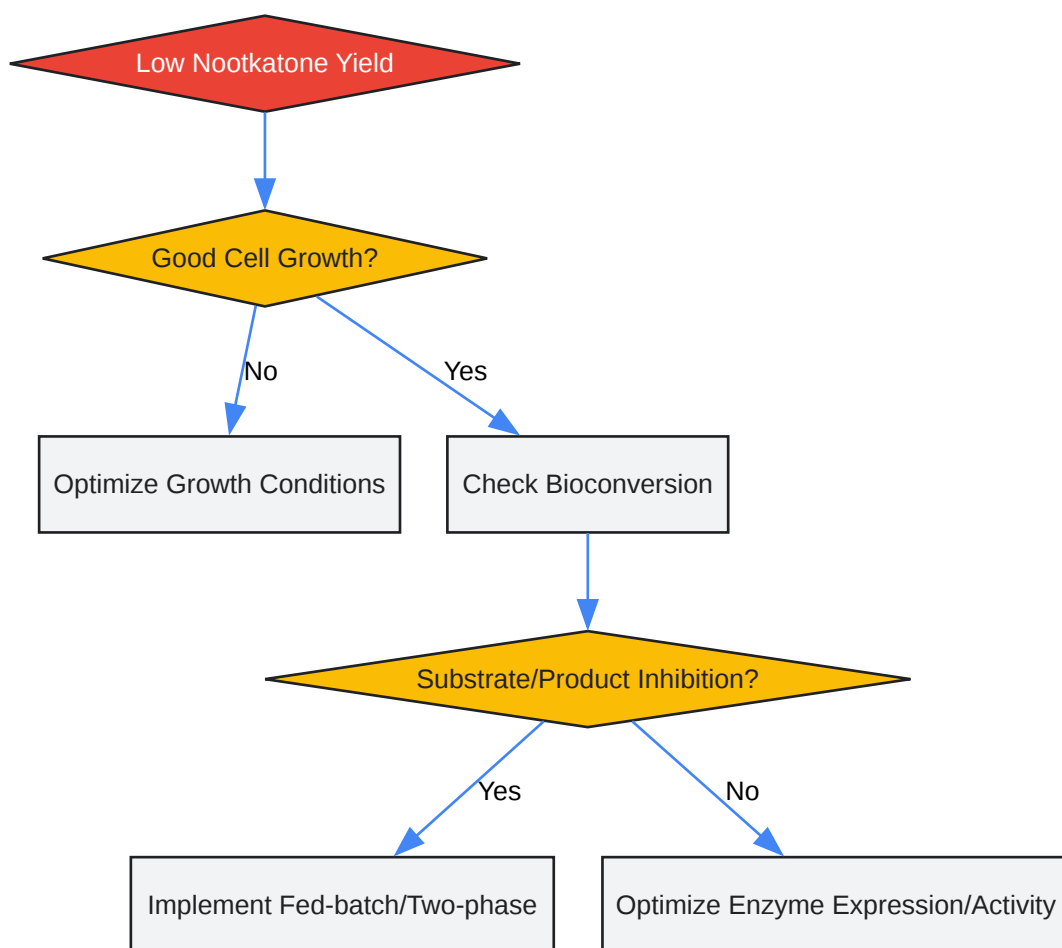 Low Nootkatone Yield
Good Cell Growth?
No
Yes
Optimize Growth Conditions
Check Bioconversion
Substrate/Product Inhibition?
Yes
No
Implement Fed-batch/Two-phase
Optimize Enzyme Expression/Activity